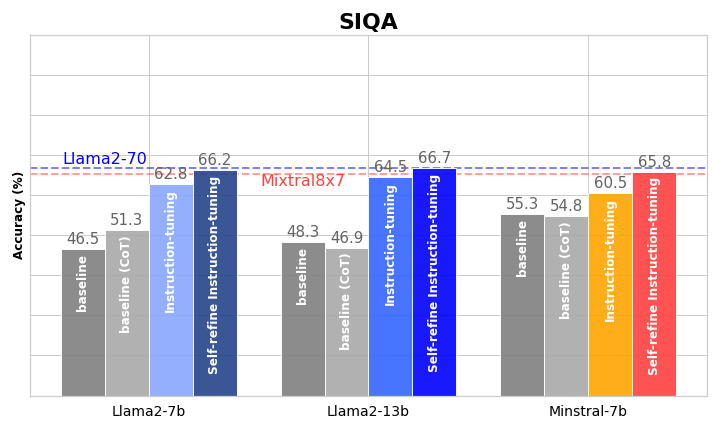 SIQA
Accuracy (%)
Llama2-70
Mixtral8x7
46.5
51.3
62.8
66.2
48.3
46.9
64.5
66.7
55.3
54.8
60.5
65.8
baseline
baseline (CoT)
Instruction-tuning
Self-refine Instruction-tuning
baseline
baseline (CoT)
Instruction-tuning
Self-refine Instruction-tuning
baseline
baseline (CoT)
Instruction-tuning
Self-refine Instruction-tuning
Llama2-7b
Llama2-13b
Minstral-7b